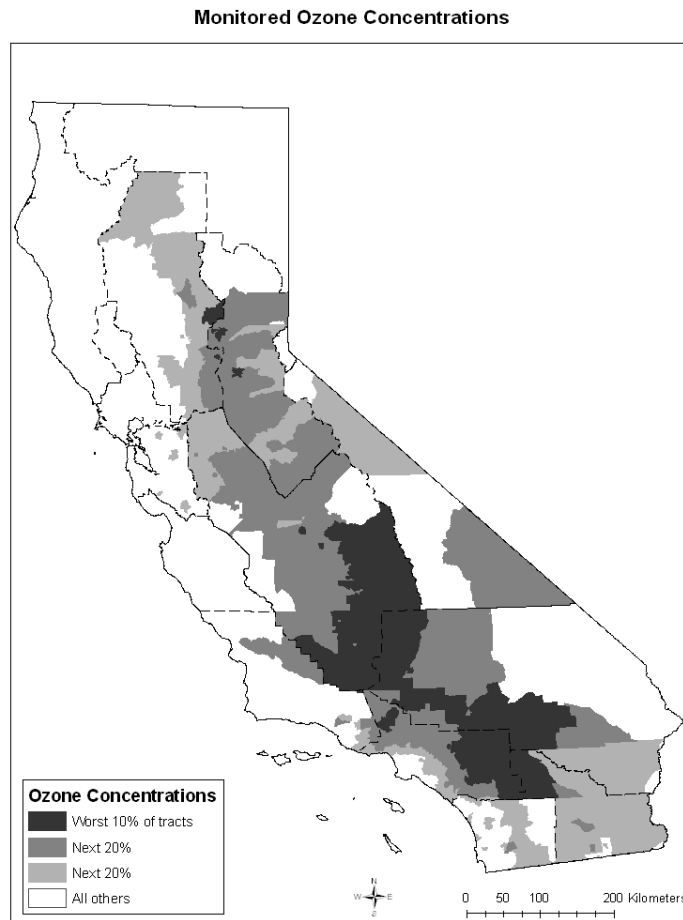 Monitored Ozone Concentrations
Ozone Concentrations
Worst 10% of tracts
Next 20%
Next 20%
All others
N
W E
S
0 50 100 200 Kilometers